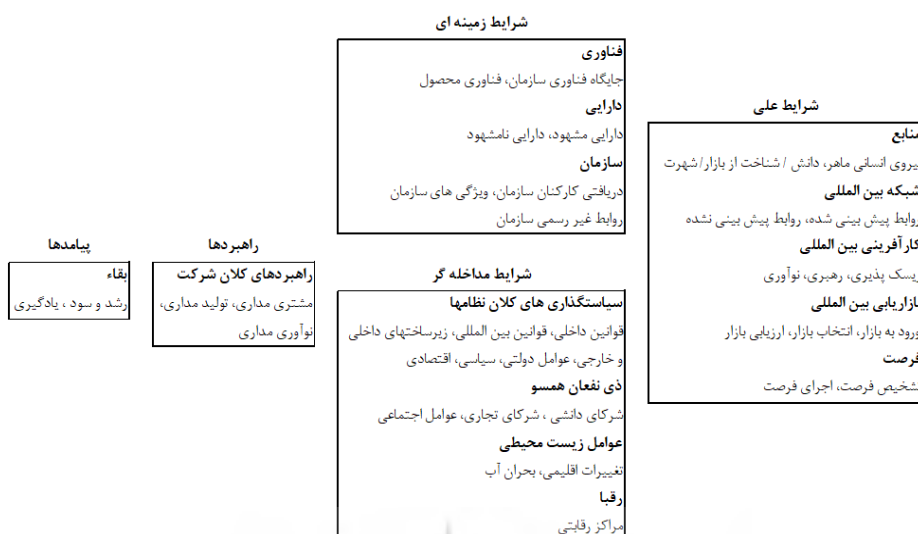 شرایط زمینه ای
فناوری
جایگاه فناوری سازمان، فناوری محصول
دارایی
دارایی مشهود، دارایی نامشهود
سازمان
دریافتی کارکنان سازمان، ویژگی های سازمان
روابط غیر رسمی سازمان
شرایط علی
منابع
نیروی انسانی ماهر، دانش / شناخت از بازار/ شهرت
شبکه بین المللی
روابط پیش بینی شده، روابط پیش بینی نشده
کارآفرینی بین المللی
ریسک پذیری، رهبری، نوآوری
بازاریابی بین المللی
ورود به بازار، انتخاب بازار، ارزیابی بازار
فرصت
تشخیص فرصت، اجرای فرصت
شرایط مداخله گر
سیاستگذاری های کلان نظامها
قوانین داخلی، قوانین بین المللی، زیرساختهای داخلی
و خارجی، عوامل دولتی، سیاسی، اقتصادی
ذی نفعان همسو
شرکای دانشی ، شرکای تجاری، عوامل اجتماعی
عوامل زیست محیطی
تغییرات اقلیمی، بحران آب
رقبا
مراکز رقابتی
راهبردها
راهبردهای کلان شرکت
مشتری مداری، تولید مداری،
نوآوری مداری
پیامدها
بقاء
رشد و سود ، یادگیری